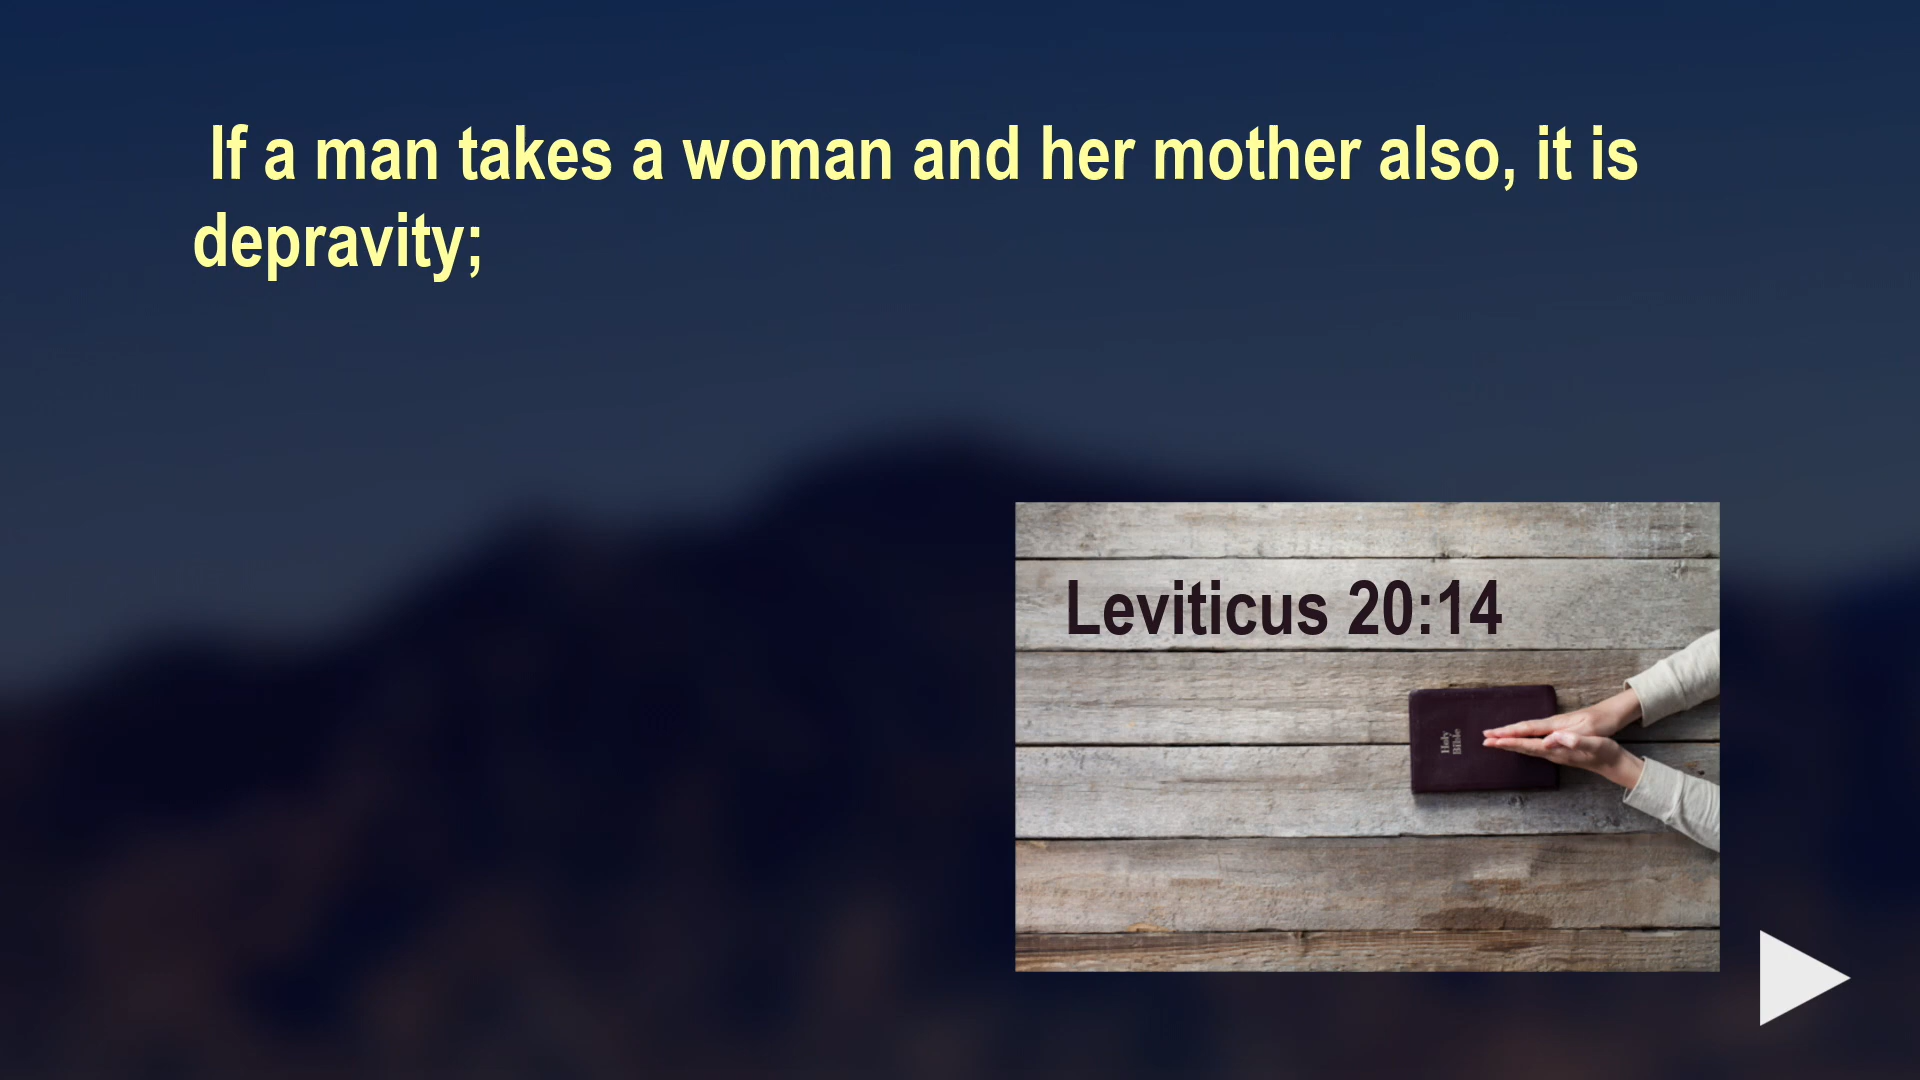 If a man takes a woman and her mother also, it is
depravity;
Leviticus 20:14
Holy
Bible